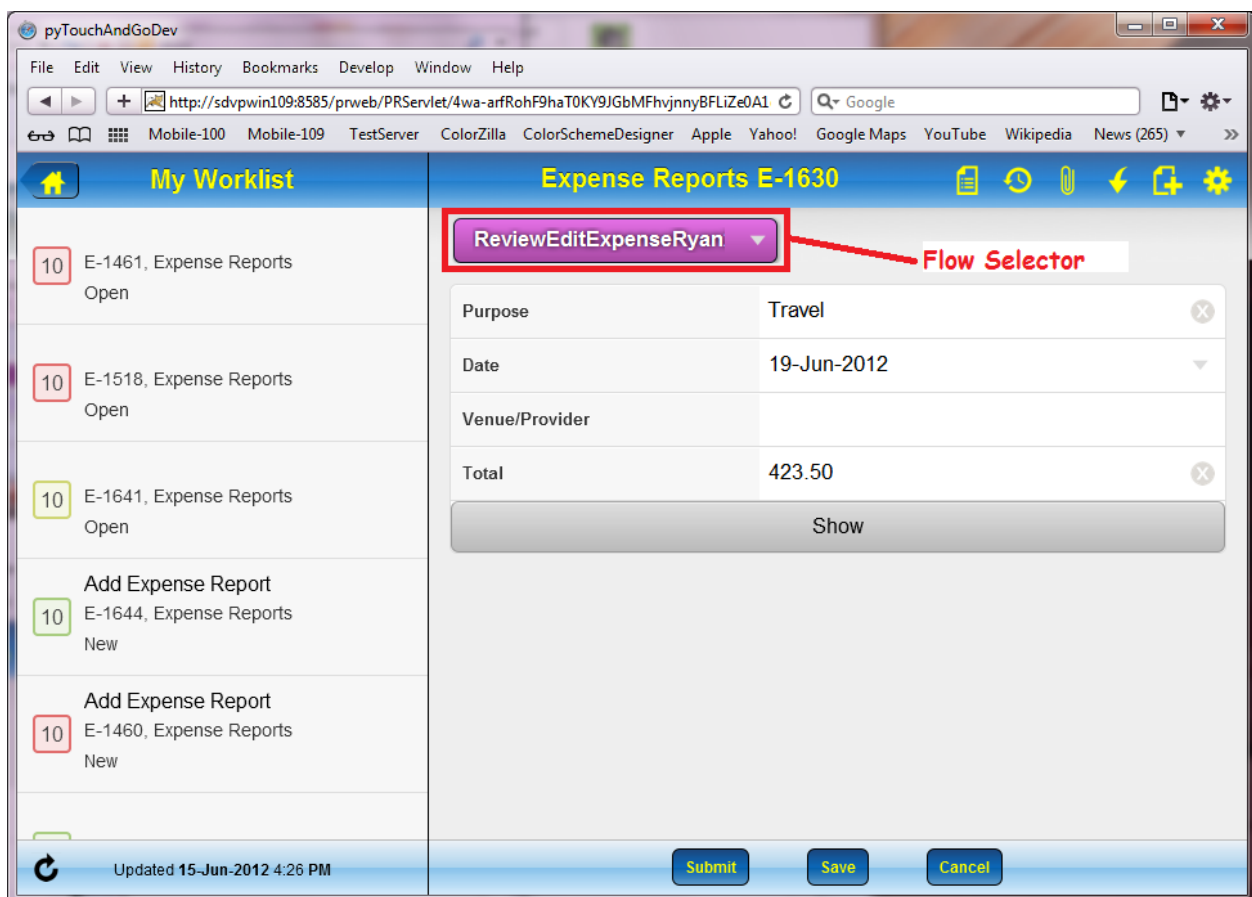 pyTouchAndGoDev
File Edit View History Bookmarks Develop Window Help
http://sdvpwin109:8585/prweb/PRServlet/4wa-arfRohF9haT0KY9JGbMFhvjnnyBFLiZe0A1 Google
Mobile-100 Mobile-109 TestServer ColorZilla ColorSchemeDesigner Apple Yahoo! Google Maps YouTube Wikipedia News (265)
My Worklist
Expense Reports E-1630
10
E-1461, Expense Reports
Open
10
E-1518, Expense Reports
Open
10
E-1641, Expense Reports
Open
Add Expense Report
10
E-1644, Expense Reports
New
Add Expense Report
10
E-1460, Expense Reports
New
Updated 15-Jun-2012 4:26 PM
ReviewEditExpenseRyan
Flow Selector
Purpose Travel
Date 19-Jun-2012
Venue/Provider
Total 423.50
Show
Submit Save Cancel